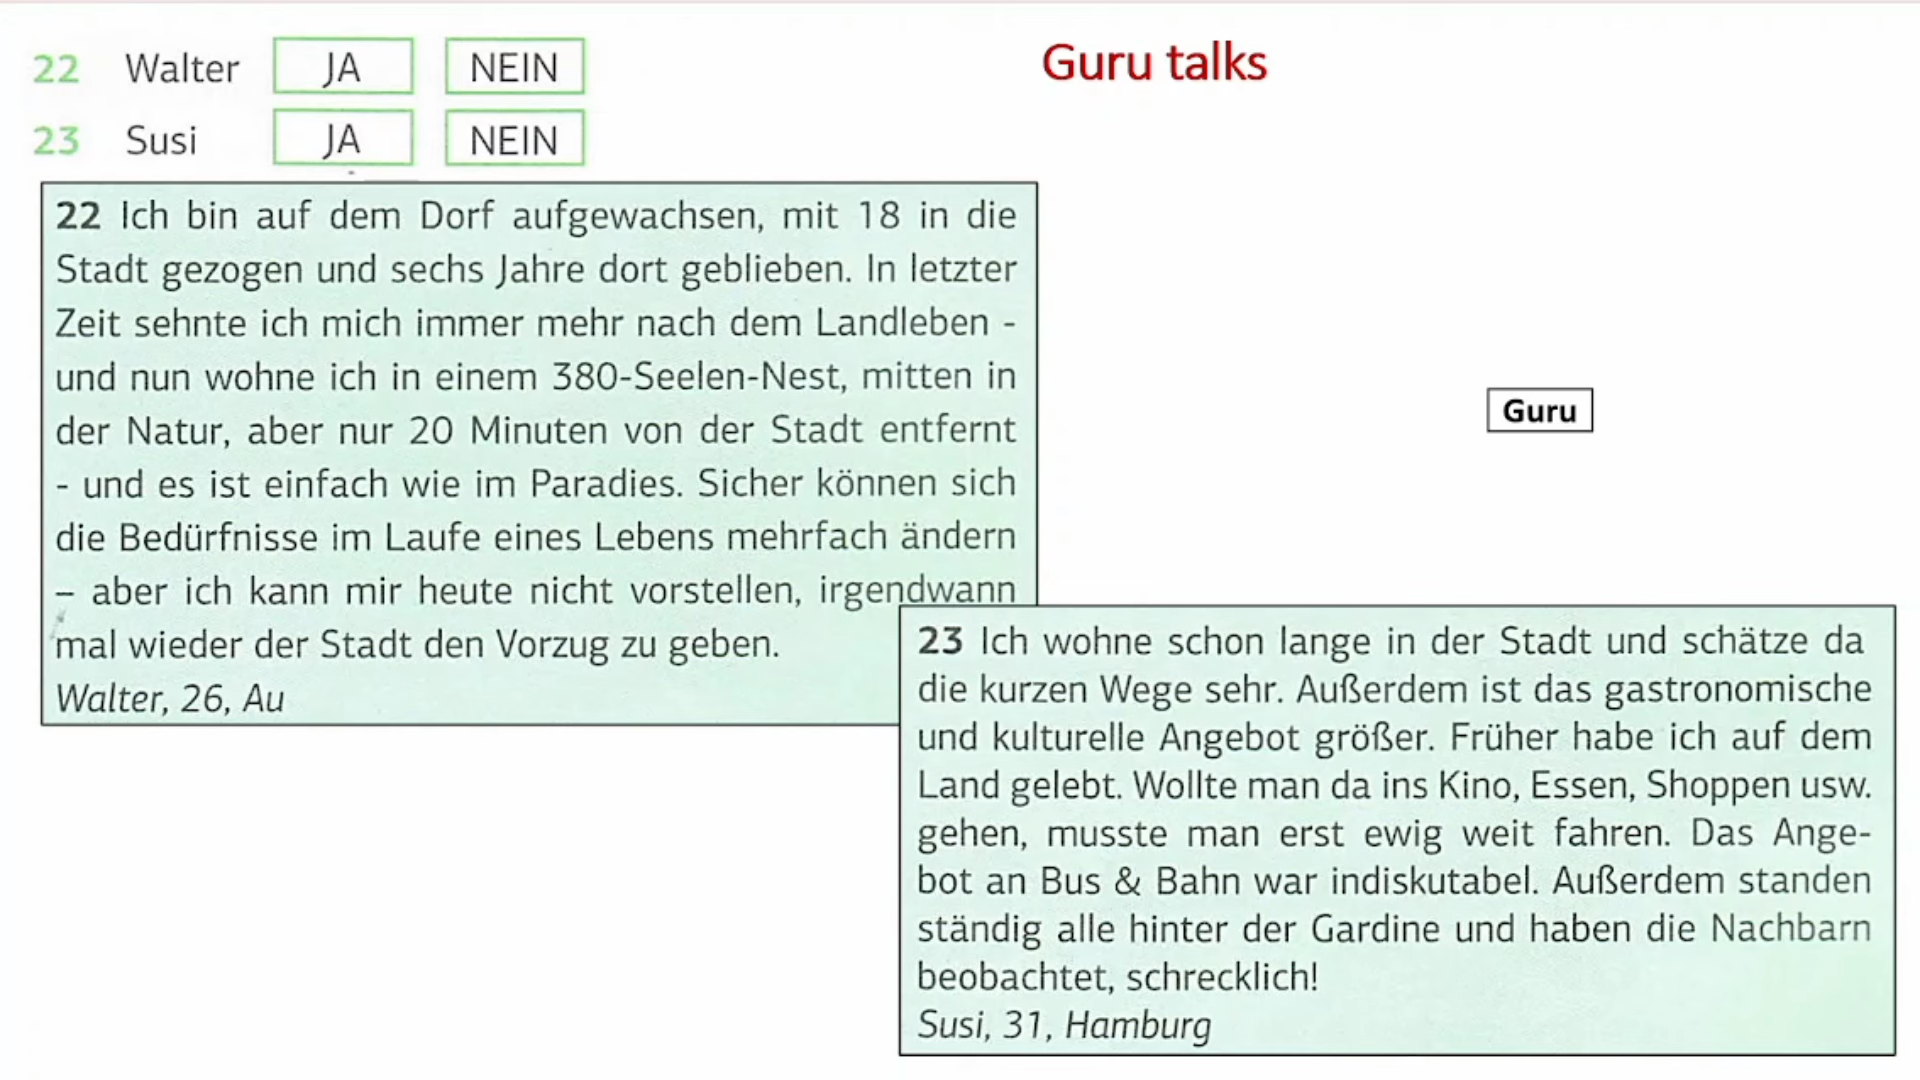 22 Walter JA NEIN
23 Susi JA NEIN
Guru talks
22 Ich bin auf dem Dorf aufgewachsen, mit 18 in die
Stadt gezogen und sechs Jahre dort geblieben. In letzter
Zeit sehnte ich mich immer mehr nach dem Landleben -
und nun wohne ich in einem 380-Seelen-Nest, mitten in
der Natur, aber nur 20 Minuten von der Stadt entfernt
- und es ist einfach wie im Paradies. Sicher können sich
die Bedürfnisse im Laufe eines Lebens mehrfach ändern
– aber ich kann mir heute nicht vorstellen, irgendwann
mal wieder der Stadt den Vorzug zu geben.
Walter, 26, Au
Guru
23 Ich wohne schon lange in der Stadt und schätze da
die kurzen Wege sehr. Außerdem ist das gastronomische
und kulturelle Angebot größer. Früher habe ich auf dem
Land gelebt. Wollte man da ins Kino, Essen, Shoppen usw.
gehen, musste man erst ewig weit fahren. Das Ange-
bot an Bus & Bahn war indiskutabel. Außerdem standen
ständig alle hinter der Gardine und haben die Nachbarn
beobachtet, schrecklich!
Susi, 31, Hamburg